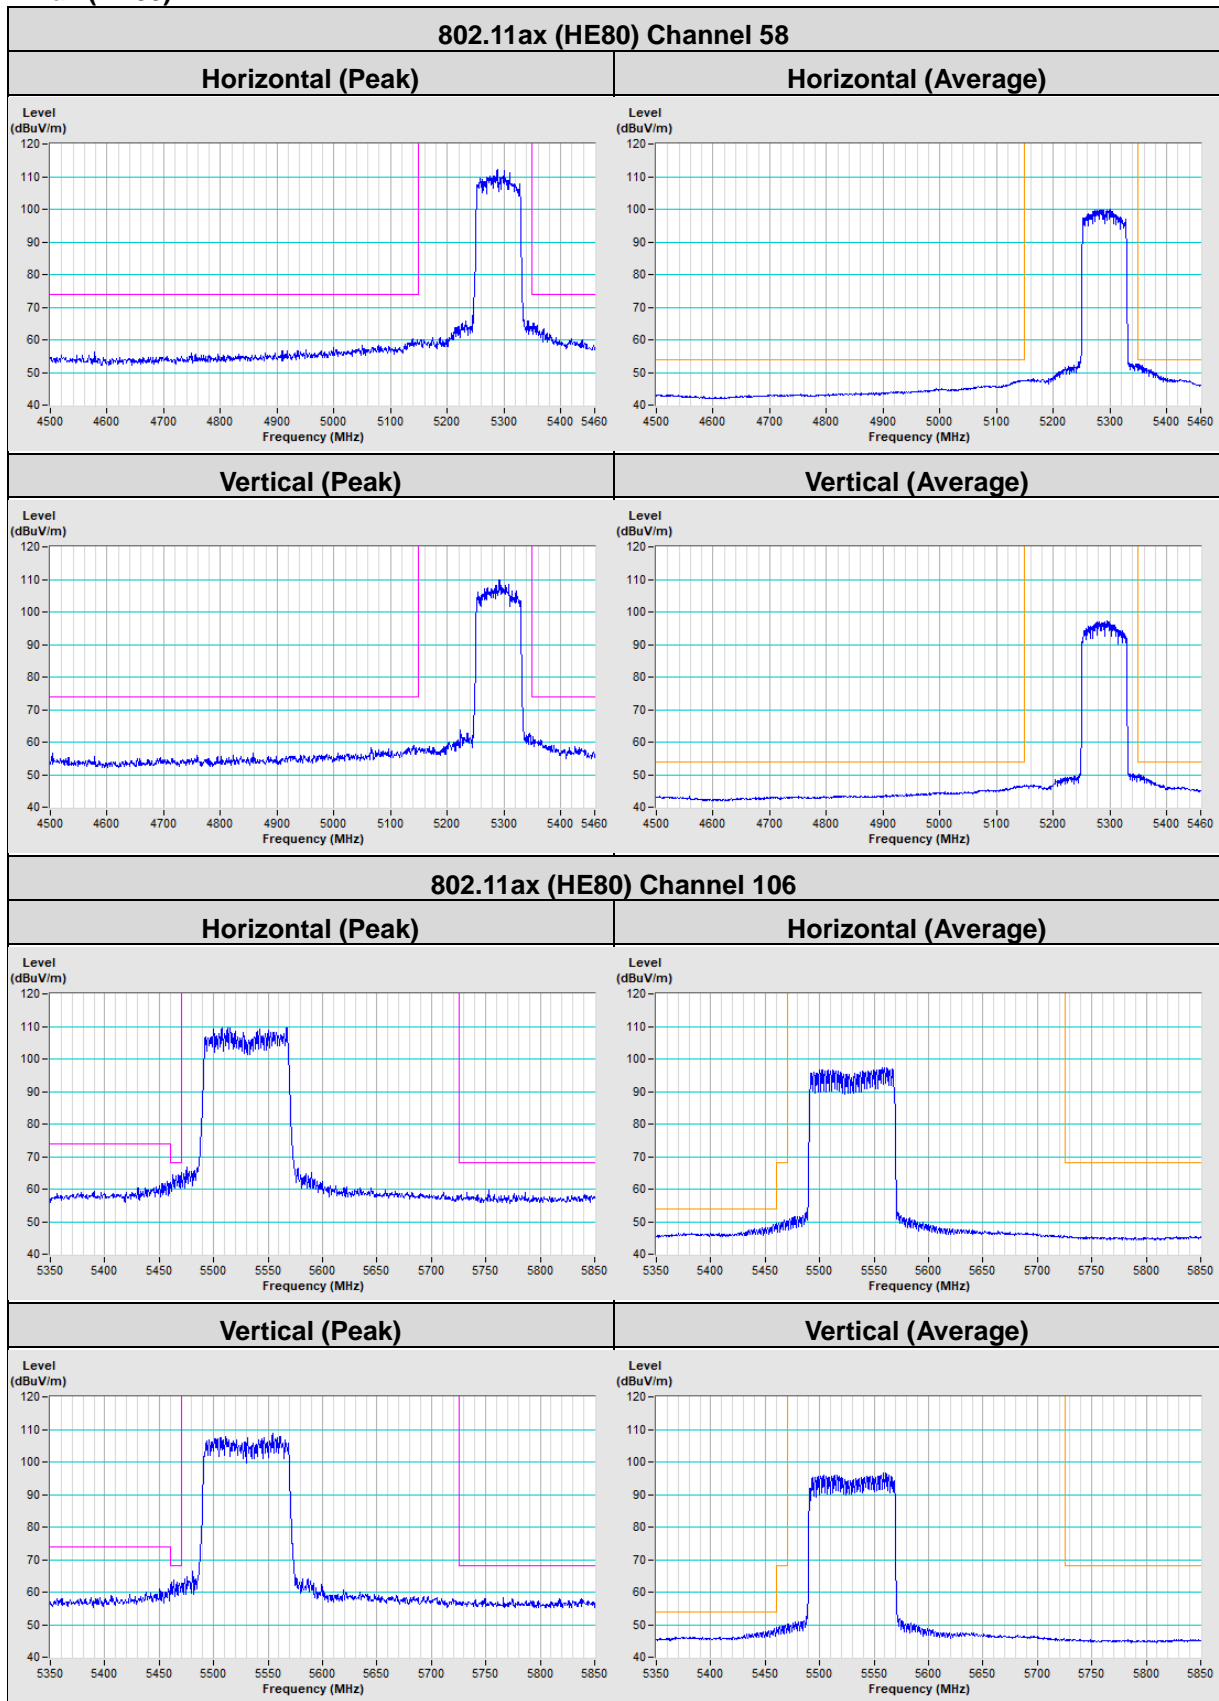 802.11ax (HE80) Channel 58
Horizontal (Peak) Horizontal (Average)
Level Level
(dBuV/m) (dBuV/m)
120 120
110 110
100 100
90 90
80 80
70 70
60 60
50 50
40 40
4500 4600 4700 4800 4900 5000 5100 5200 5300 5400 5460 4500 4600 4700 4800 4900 5000 5100 5200 5300 5400 5460
Frequency (MHz) Frequency (MHz)
Vertical (Peak) Vertical (Average)
Level Level
(dBuV/m) (dBuV/m)
120 120
110 110
100 100
90 90
80 80
70 70
60 60
50 50
40 40
4500 4600 4700 4800 4900 5000 5100 5200 5300 5400 5460 4500 4600 4700 4800 4900 5000 5100 5200 5300 5400 5460
Frequency (MHz) Frequency (MHz)
802.11ax (HE80) Channel 106
Horizontal (Peak) Horizontal (Average)
Level Level
(dBuV/m) (dBuV/m)
120 120
110 110
100 100
90 90
80 80
70 70
60 60
50 50
40 40
5350 5400 5450 5500 5550 5600 5650 5700 5750 5800 5850 5350 5400 5450 5500 5550 5600 5650 5700 5750 5800 5850
Frequency (MHz) Frequency (MHz)
Vertical (Peak) Vertical (Average)
Level Level
(dBuV/m) (dBuV/m)
120 120
110 110
100 100
90 90
80 80
70 70
60 60
50 50
40 40
5350 5400 5450 5500 5550 5600 5650 5700 5750 5800 5850 5350 5400 5450 5500 5550 5600 5650 5700 5750 5800 5850
Frequency (MHz) Frequency (MHz)